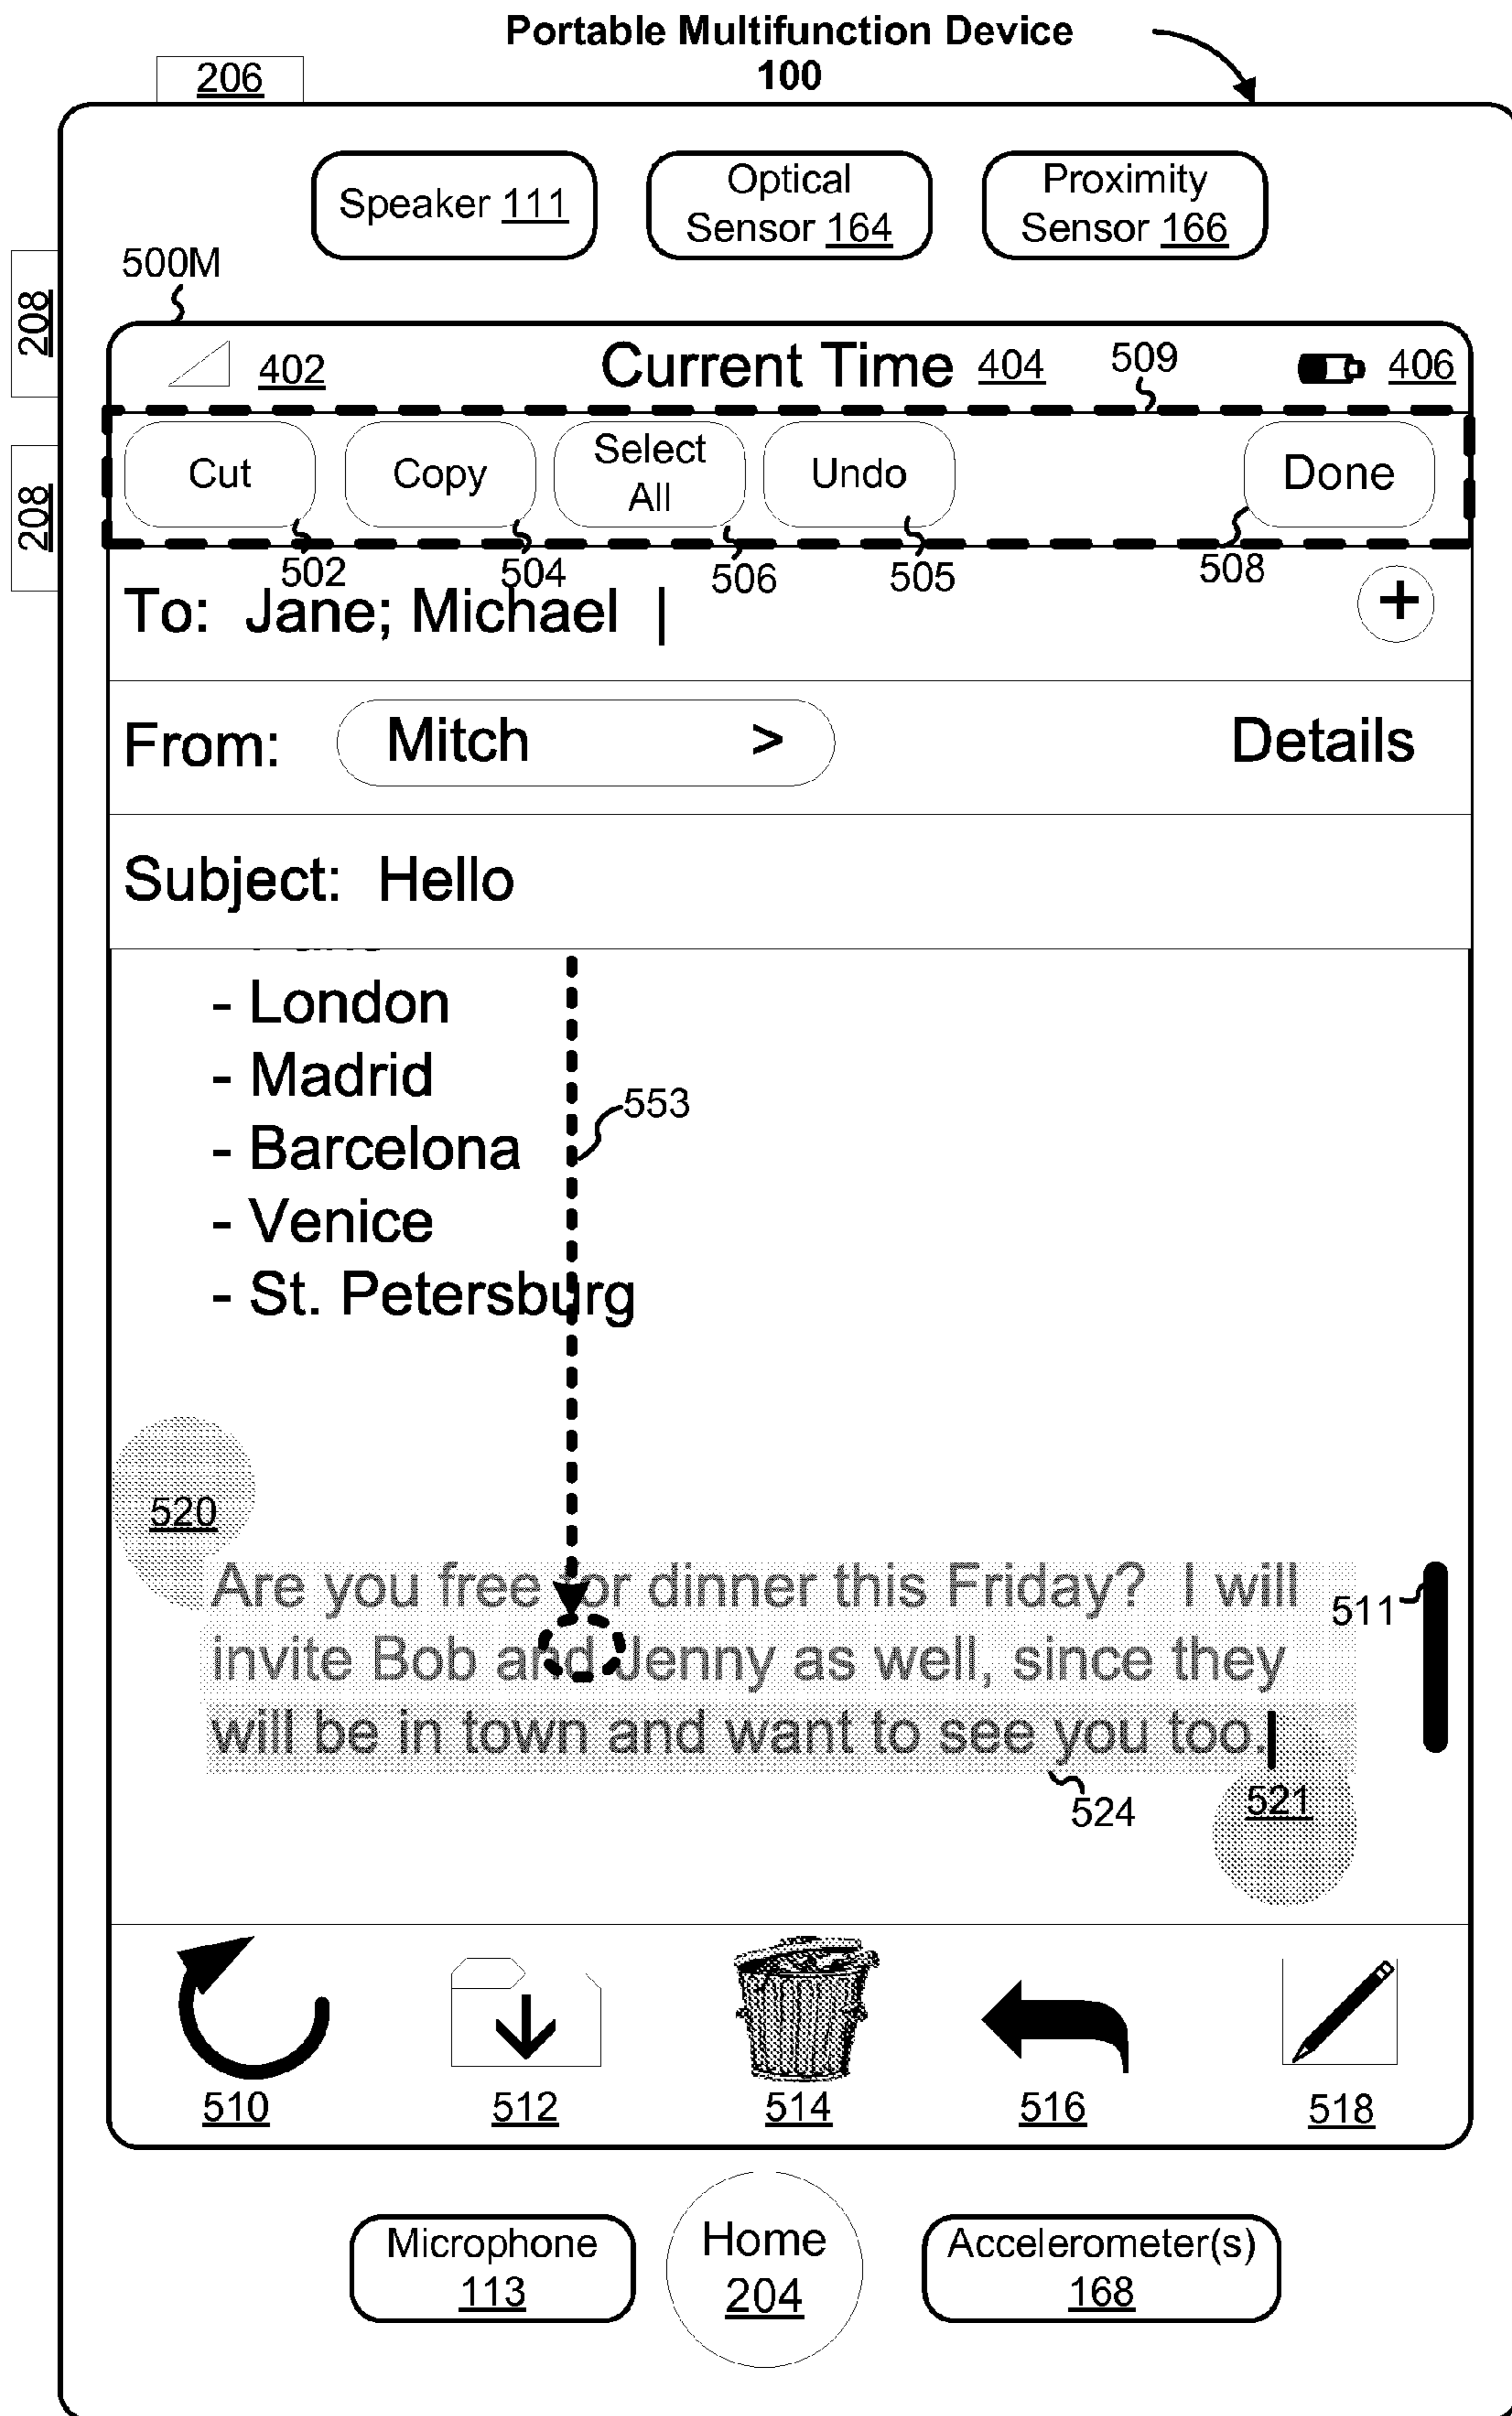 Portable Multifunction Device
100
206
Speaker 111
Optical
Sensor 164
Proximity
Sensor 166
208
208
500M
402
Current Time 404
509
406
Cut
Copy
Select
All
Undo
Done
502
504
506
505
508
To: Jane; Michael
+
From: Mitch >
Details
Subject: Hello
- London
- Madrid
553
- Barcelona
- Venice
- St. Petersburg
520
Are you free for dinner this Friday? I will
511
invite Bob and Jenny as well, since they
will be in town and want to see you too.
524
521
510
512
514
516
518
Microphone
113
Home
204
Accelerometer(s)
168